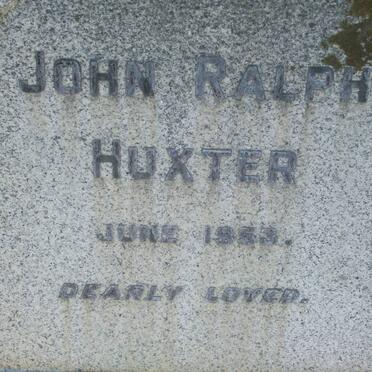 JOHN RALPH
HUXTER
JUNE 1953.
DEARLY LOVED.